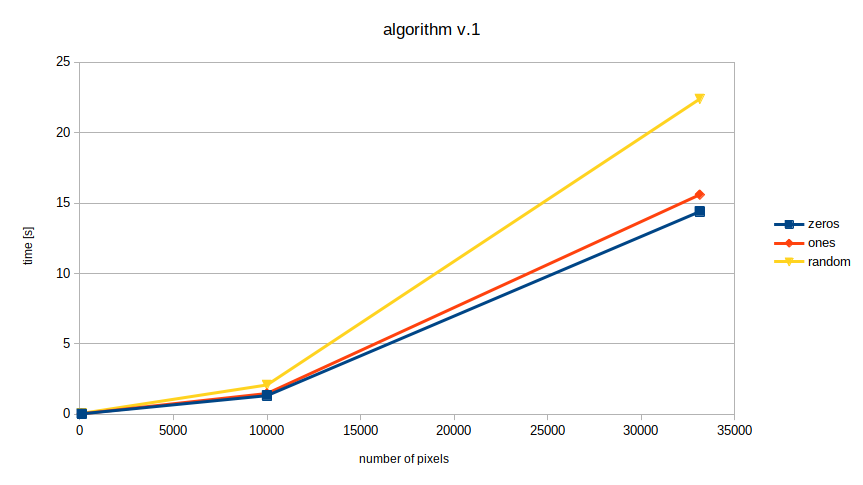 algorithm v.1
25
20
15
10
5
0
time [s]
0 5000 10000 15000 20000 25000 30000 35000
number of pixels
zeros
ones
random